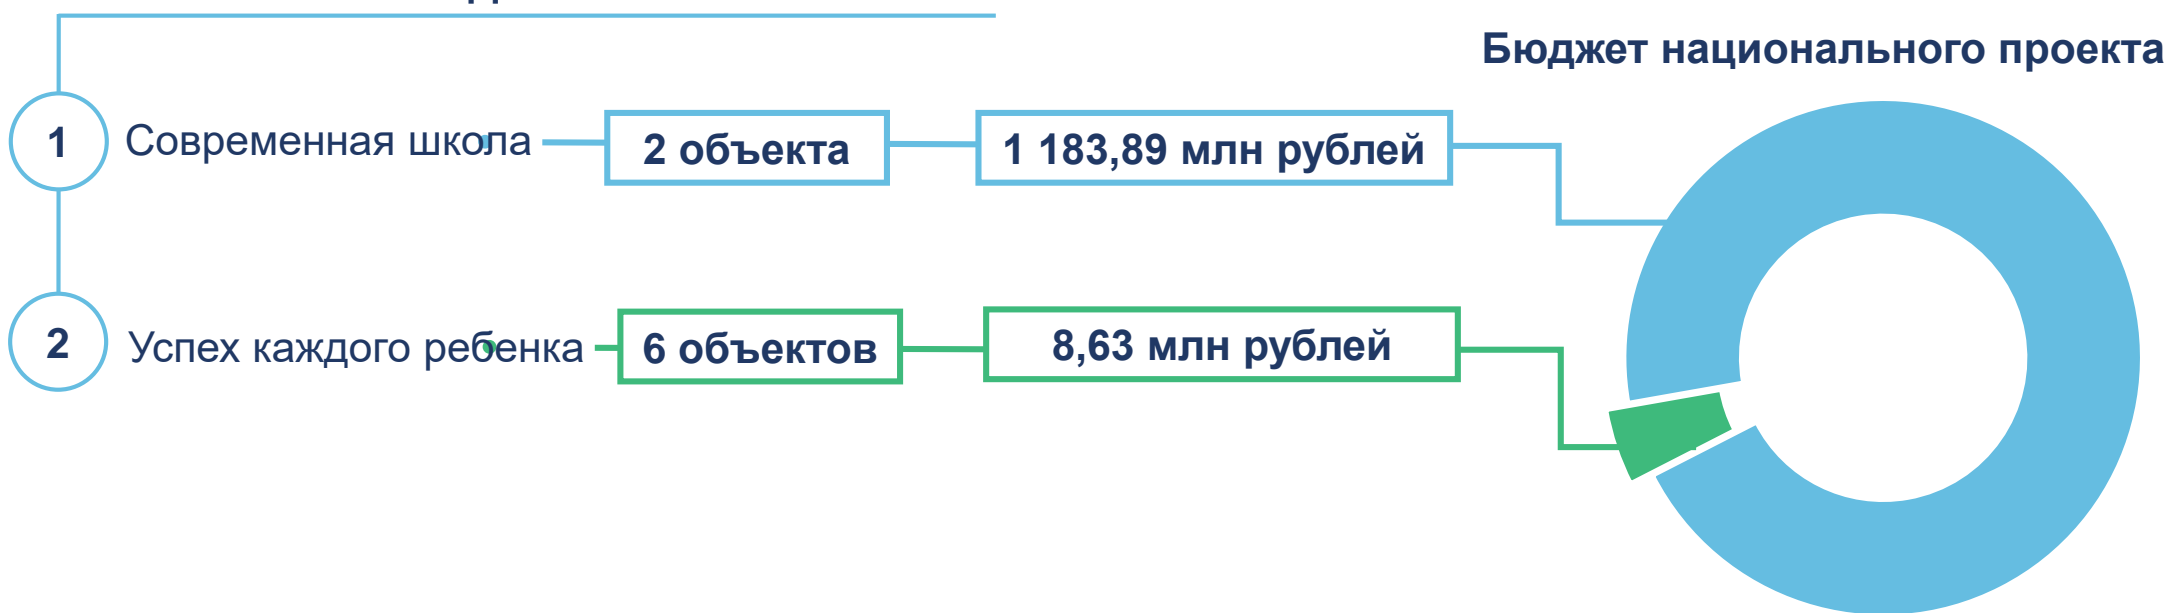 Бюджет национального проекта
1 Современная школа 2 объекта 1 183,89 млн рублей
2 Успех каждого ребенка 6 объектов 8,63 млн рублей